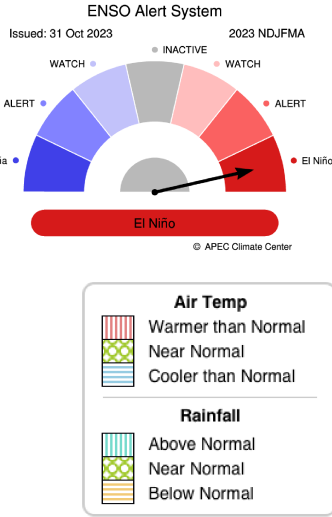 ENSO Alert System
Issued: 31 Oct 2023 2023 NDJFMA
INACTIVE
WATCH WATCH
ALERT ALERT
El Niño
El Niño
© APEC Climate Center
Air Temp
Warmer than Normal
Near Normal
Cooler than Normal
Rainfall
Above Normal
Near Normal
Below Normal